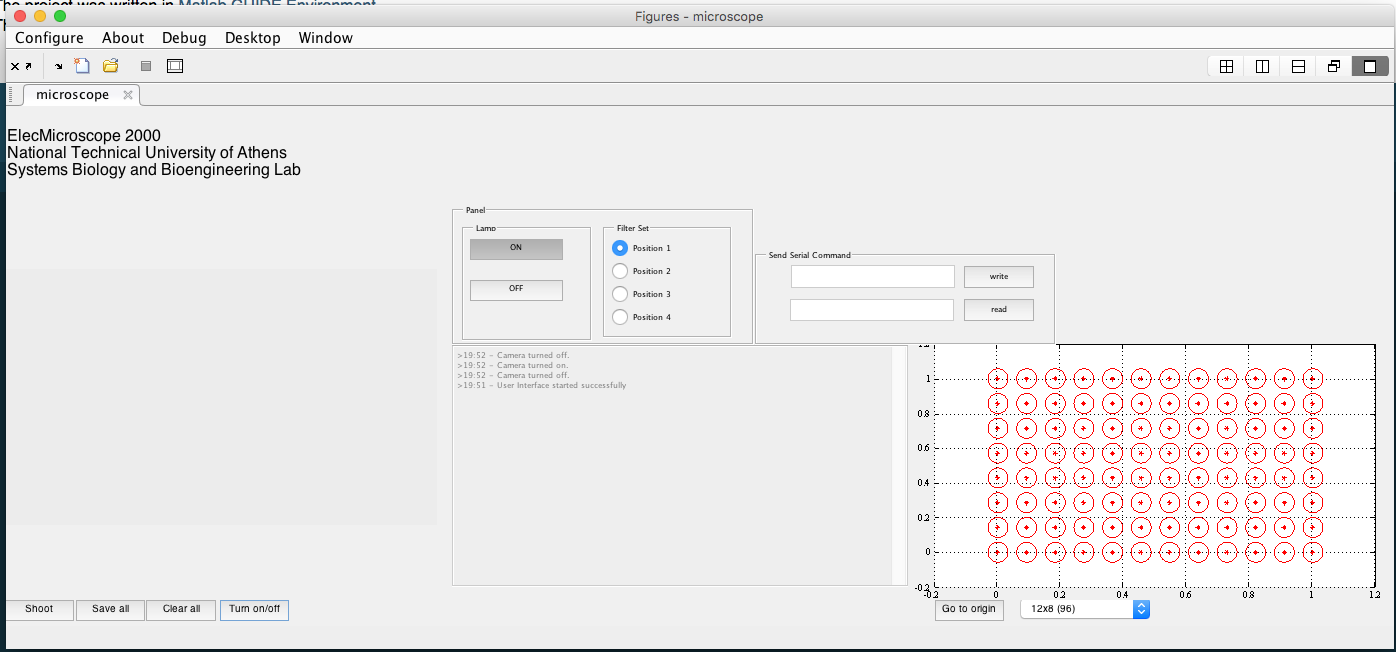 he project was written in Matlab GUIDE Environment
Figures - microscope
Configure About Debug Desktop Window
microscope
ElecMicroscope 2000
National Technical University of Athens
Systems Biology and Bioengineering Lab
Panel
Lamp
ON
OFF
Filter Set
Position 1
Position 2
Position 3
Position 4
Send Serial Command
write
read
>19:52 - Camera turned off.
>19:52 - Camera turned on.
>19:52 - Camera turned off.
>19:51 - User Interface started successfully
1
0.8
0.6
0.4
0.2
0
-0.2
-0.2 0 0.2 0.4 0.6 0.8 1 1.2
Shoot Save all Clear all Turn on/off
Go to origin 12x8 (96)